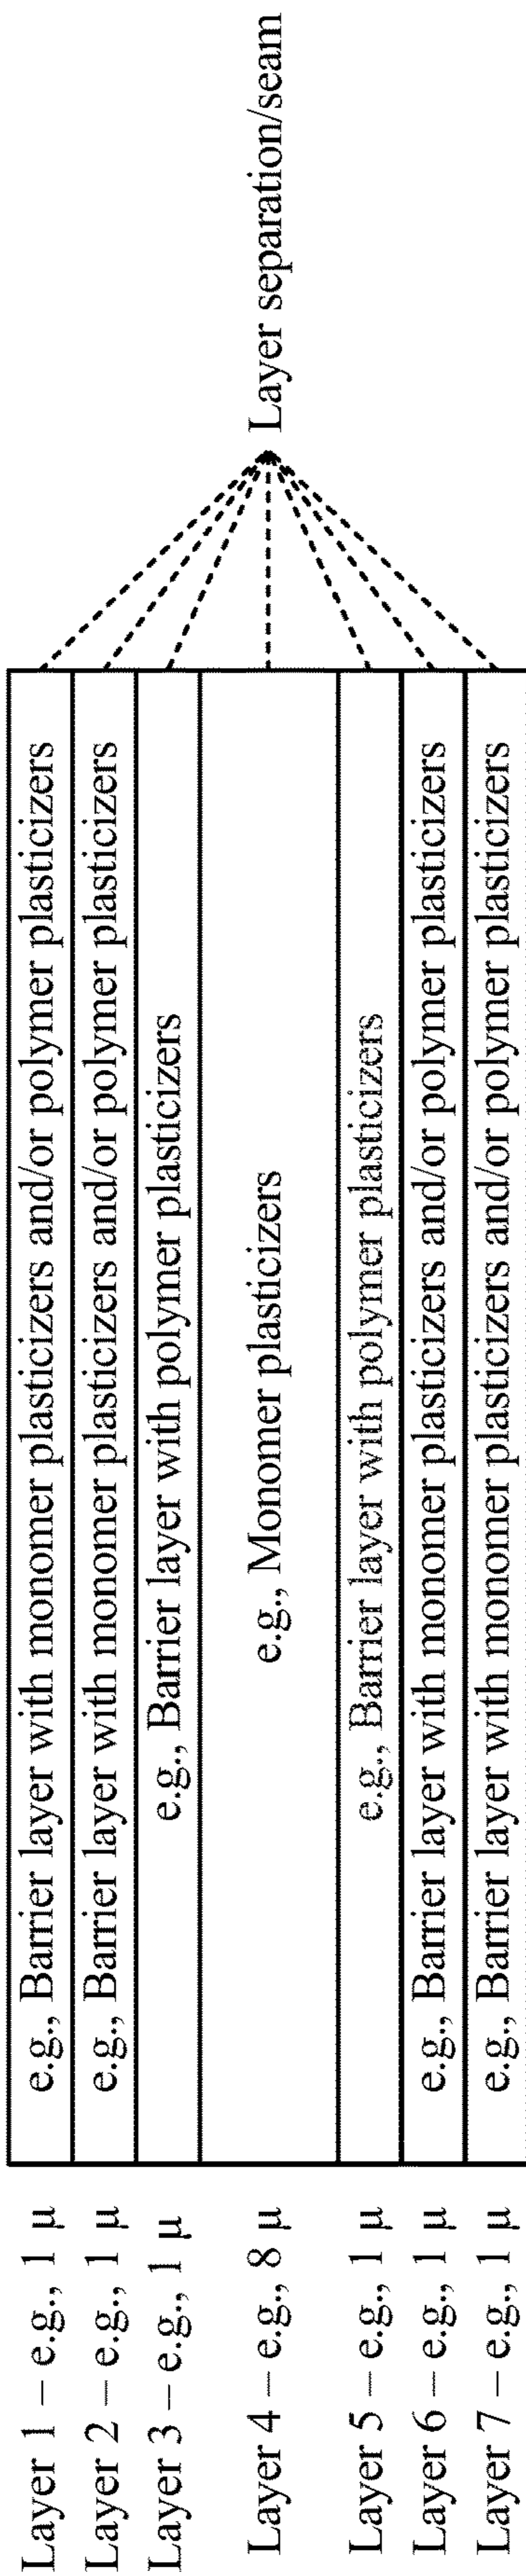 Layer 1 – e.g., 1 μ
e.g., Barrier layer with monomer plasticizers and/or polymer plasticizers
Layer 2 – e.g., 1 μ
e.g., Barrier layer with monomer plasticizers and/or polymer plasticizers
Layer 3 – e.g., 1 μ
e.g., Barrier layer with polymer plasticizers
Layer 4 – e.g., 8 μ
e.g., Monomer plasticizers
Layer separation/seam
Layer 5 – e.g., 1 μ
e.g., Barrier layer with polymer plasticizers
Layer 6 – e.g., 1 μ
e.g., Barrier layer with monomer plasticizers and/or polymer plasticizers
Layer 7 – e.g., 1 μ
e.g., Barrier layer with monomer plasticizers and/or polymer plasticizers